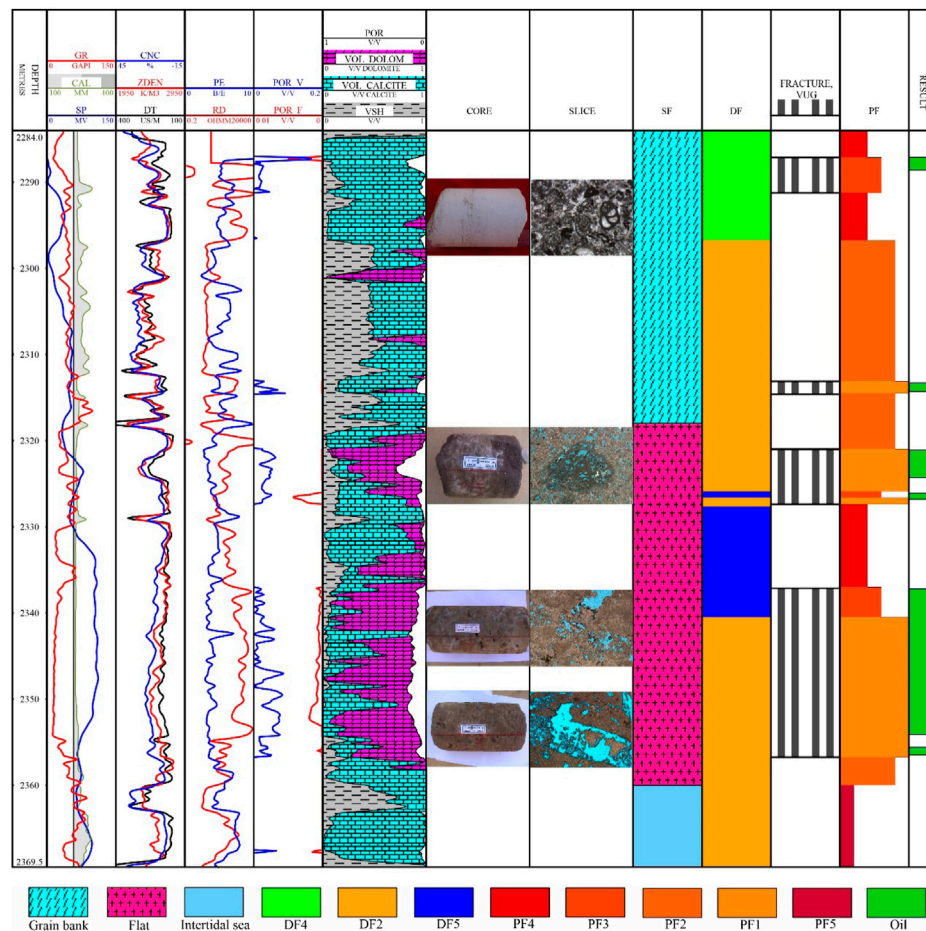 DEPTH
METRES
GR
0 GAPI 150
CAL
100 MM 400
SP
0 MV 150
CNC
45 % -15
ZDEN
1950 K/M3 2950
DT
400 US/M 100
PE
0 B/E 10
RD
0.2 OHMM 20000
POR_V
0 V/V 0.2
POR_F
0.01 V/V 0
POR
1 V/V 0
VOL_DOLOM
0 V/V DOLOMITE 1
VOL_CALCITE
0 V/V CALCITE 1
VSH
0 V/V 1
CORE
SLICE
SF
DF
FRACTURE,
VUG
PF
RESULT
2284.0
2290
2300
2310
2320
2330
2340
2350
2360
2369.5
Grain bank
Flat
Intertidal sea
DF4
DF2
DF5
PF4
PF3
PF2
PF1
PF5
Oil